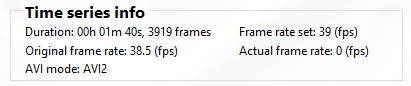 Time series info
Duration: 00h 01m 40s, 3919 frames Frame rate set: 39 (fps)
Original frame rate: 38.5 (fps) Actual frame rate: 0 (fps)
AVI mode: AVI2